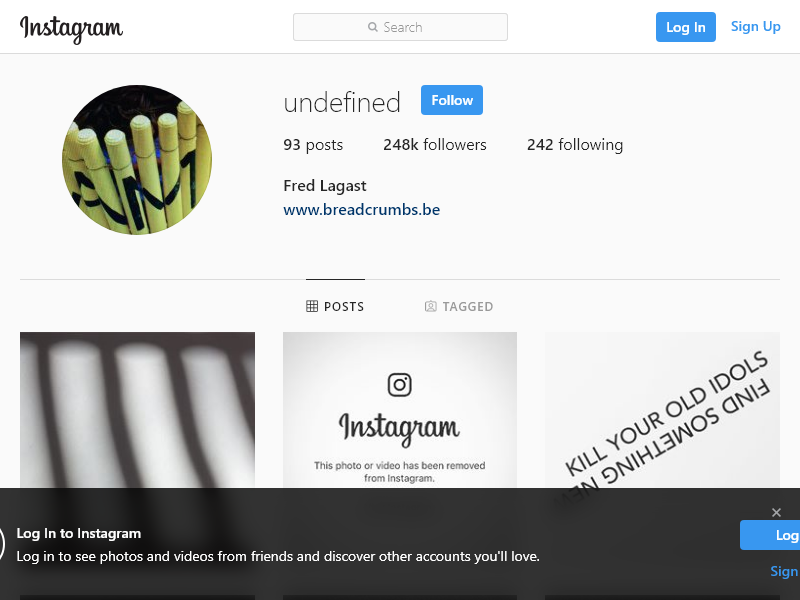 Instagram
Search
Log In
Sign Up
undefined
Follow
93 posts
248k followers
242 following
Fred Lagast
www.breadcrumbs.be
POSTS
TAGGED
Instagram
This photo or video has been removed
from Instagram.
KILL YOUR OLD IDOLS
FIND SOMETHING NEW
Log In to Instagram
Log in to see photos and videos from friends and discover other accounts you'll love.
Log
Sign